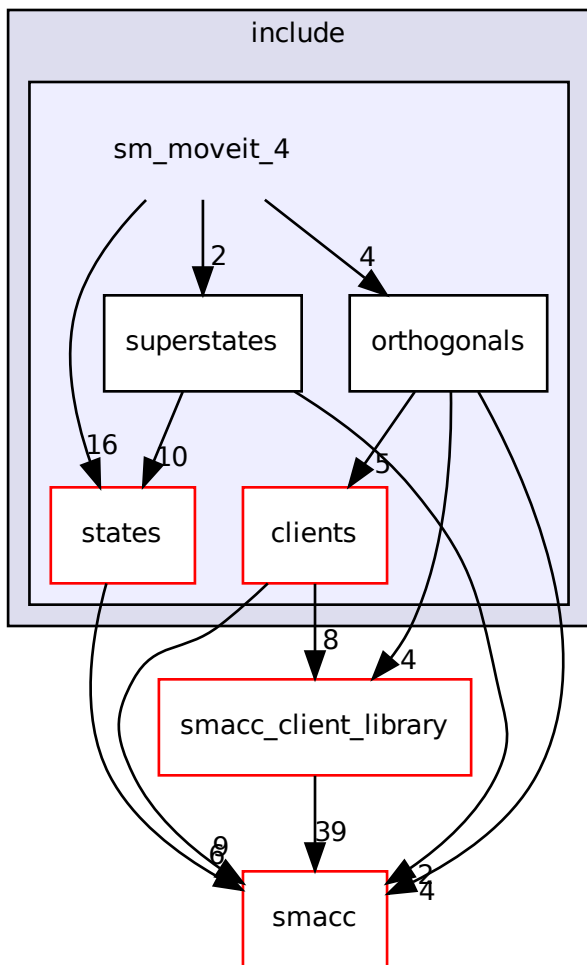 include
sm_moveit_4
2
4
superstates
orthogonals
16
10
5
states
clients
8
4
smacc_client_library
39
9
6
2
4
smacc